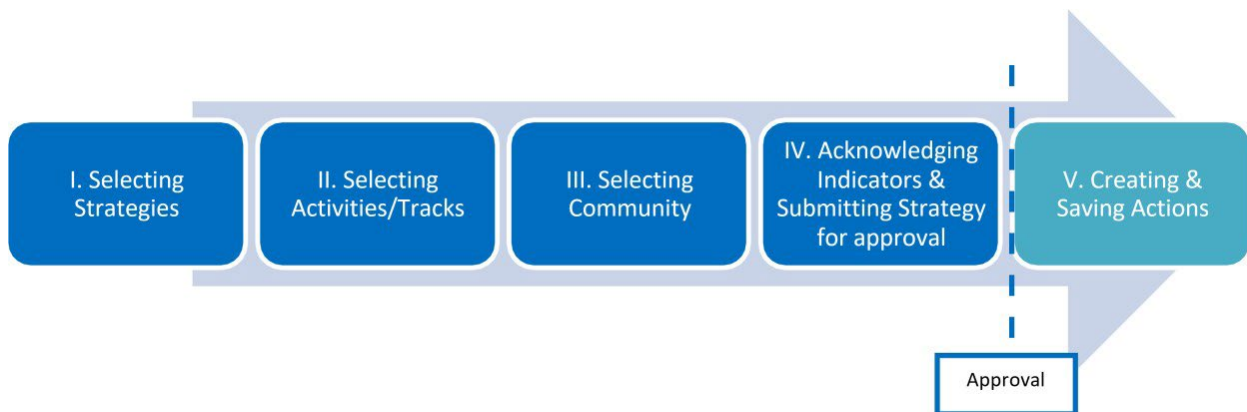 I. Selecting
Strategies
II. Selecting
Activities/Tracks
III. Selecting
Community
IV. Acknowledging
Indicators &
Submitting Strategy
for approval
V. Creating &
Saving Actions
Approval